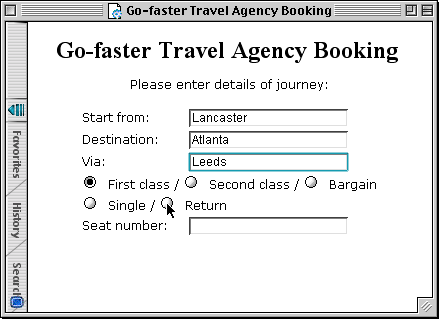 Go-faster Travel Agency Booking
Go-faster Travel Agency Booking
Please enter details of journey:
Start from: Lancaster
Destination: Atlanta
Via: Leeds
First class / Second class / Bargain
Single / Return
Seat number:
Favorites
History
Search